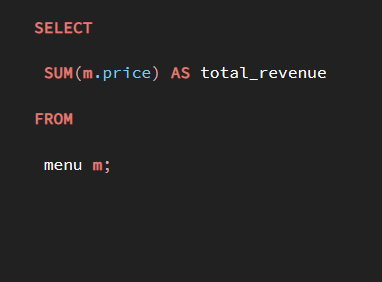 SELECT
SUM(m.price) AS total_revenue
FROM
menu m;